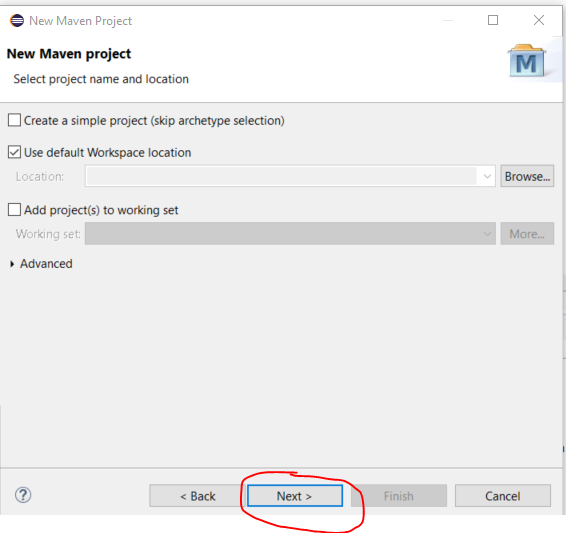 New Maven Project
New Maven project
Select project name and location
M
Create a simple project (skip archetype selection)
Use default Workspace location
Location:
Browse...
Add project(s) to working set
Working set:
More...
Advanced
? < Back Next > Finish Cancel